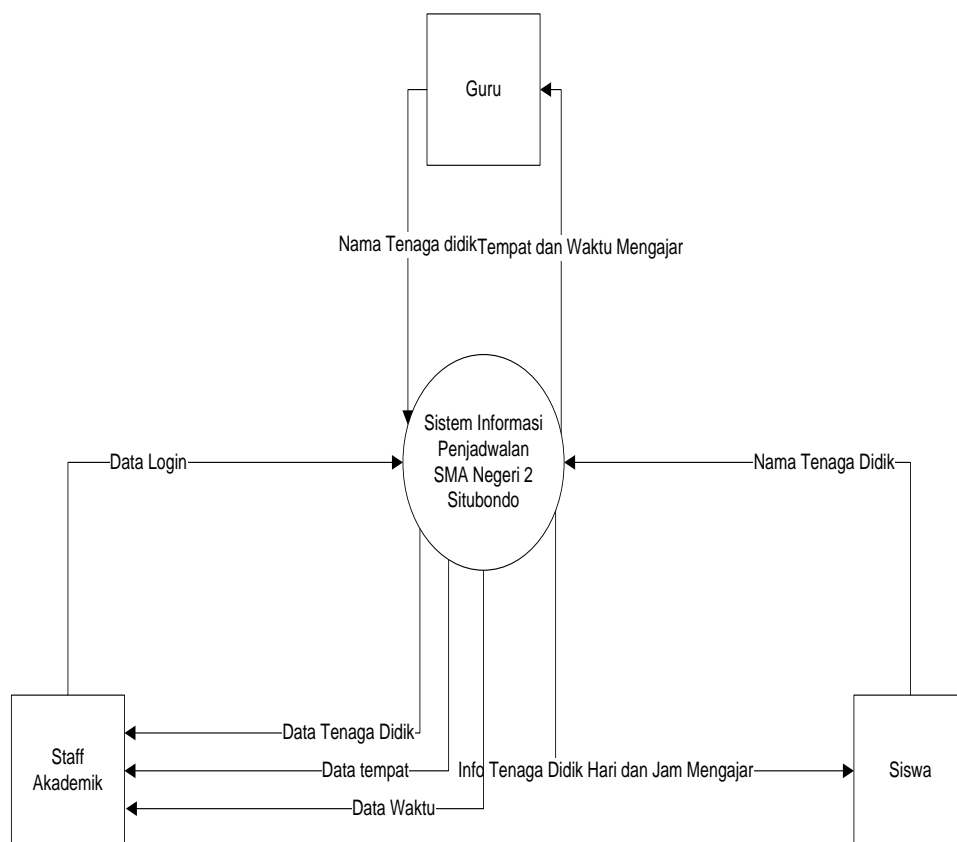 Guru
Nama Tenaga didik
Tempat dan Waktu Mengajar
Sistem Informasi
Penjadwalan
SMA Negeri 2
Situbondo
Data Login
Nama Tenaga Didik
Data Tenaga Didik
Staff
Akademik
Data tempat
Info Tenaga Didik Hari dan Jam Mengajar
Siswa
Data Waktu